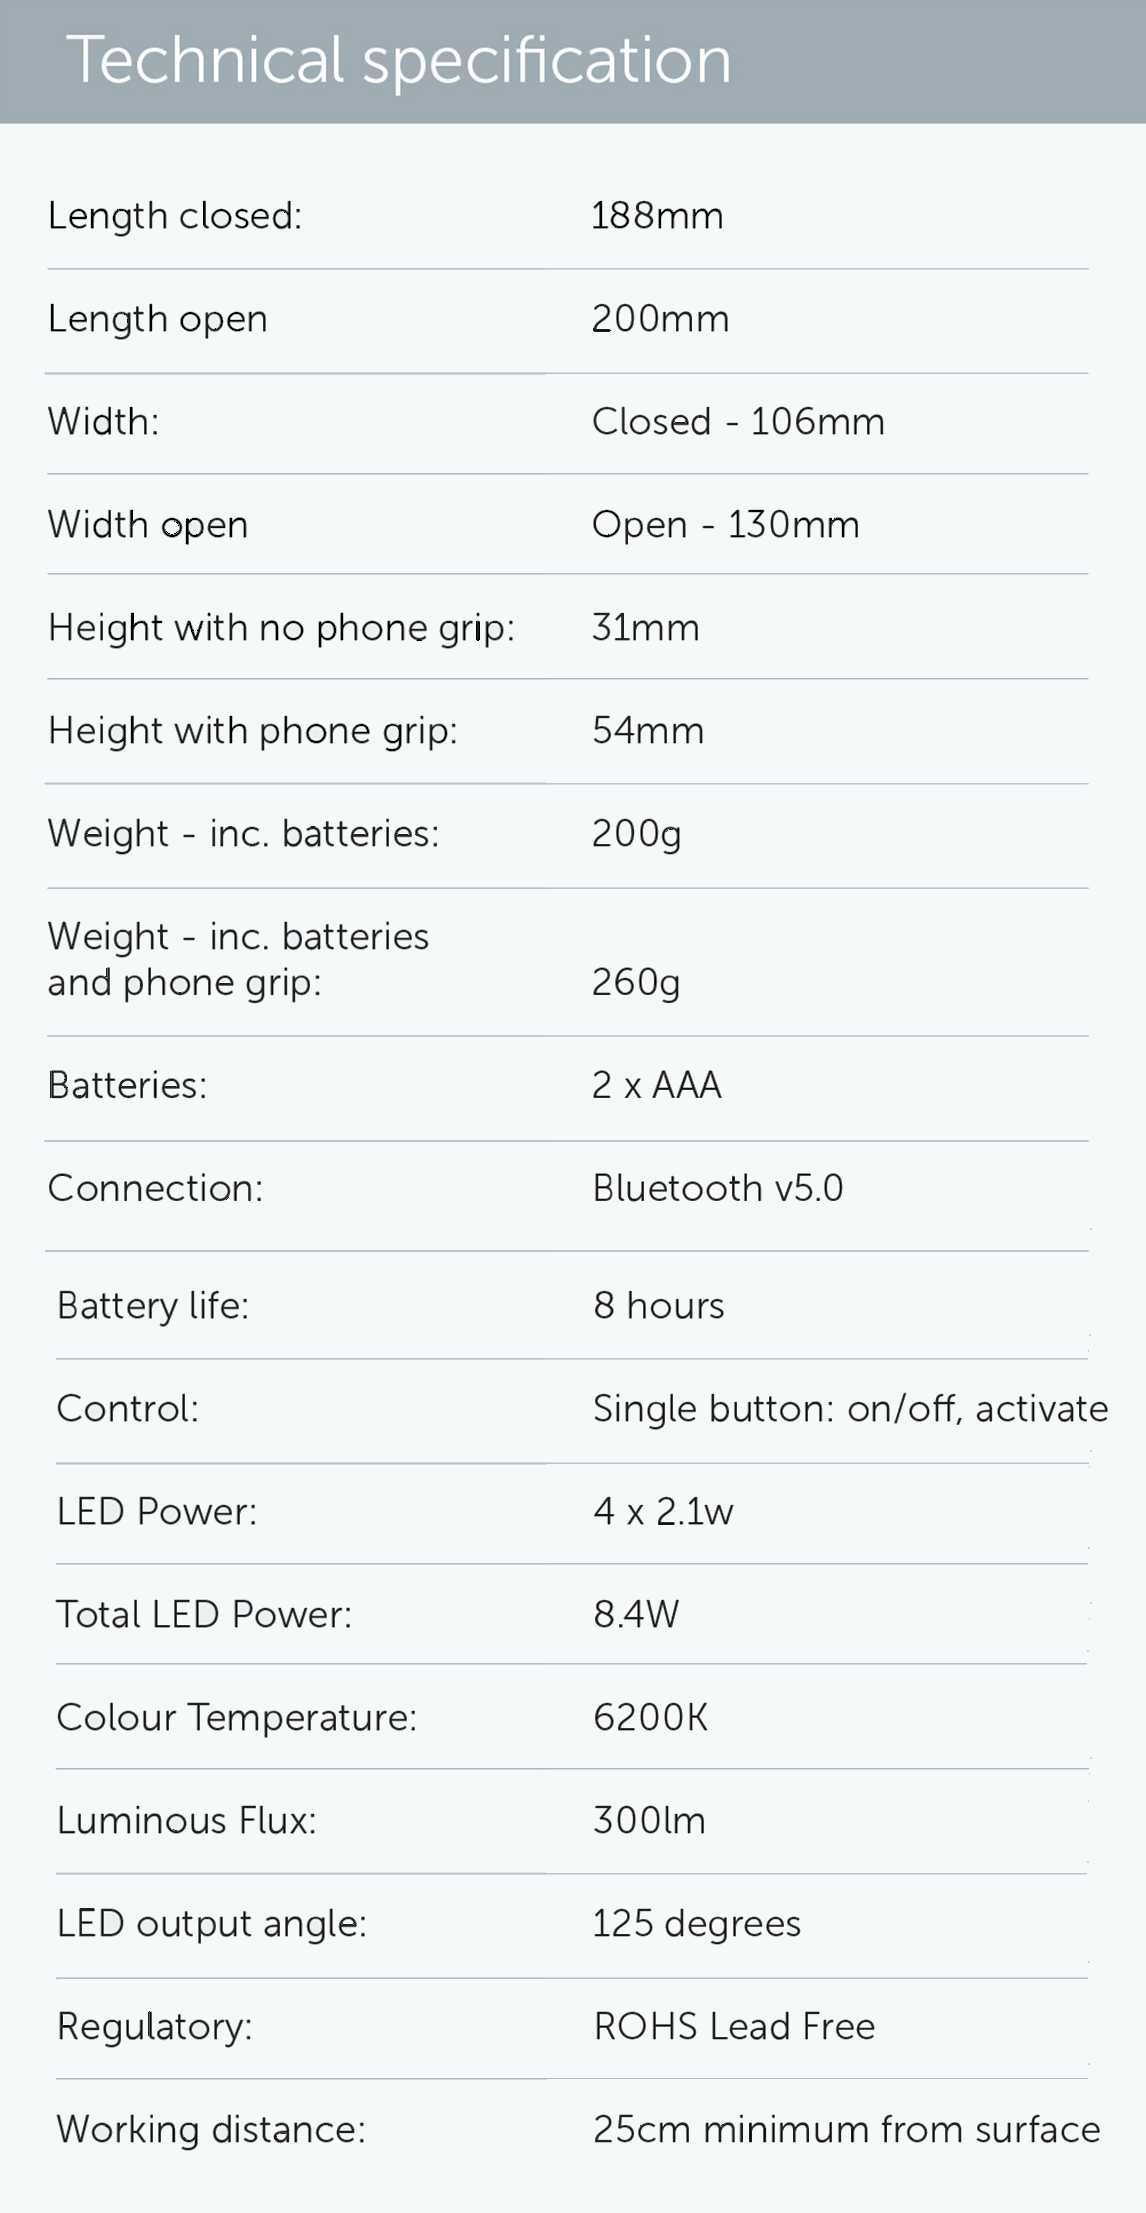 Technical specification
Length closed: 188mm
Length open 200mm
Width: Closed - 106mm
Width open Open - 130mm
Height with no phone grip: 31mm
Height with phone grip: 54mm
Weight - inc. batteries: 200g
Weight - inc. batteries
and phone grip: 260g
Batteries: 2 x AAA
Connection: Bluetooth v5.0
Battery life: 8 hours
Control: Single button: on/off, activate
LED Power: 4 x 2.1w
Total LED Power: 8.4W
Colour Temperature: 6200K
Luminous Flux: 300lm
LED output angle: 125 degrees
Regulatory: ROHS Lead Free
Working distance: 25cm minimum from surface